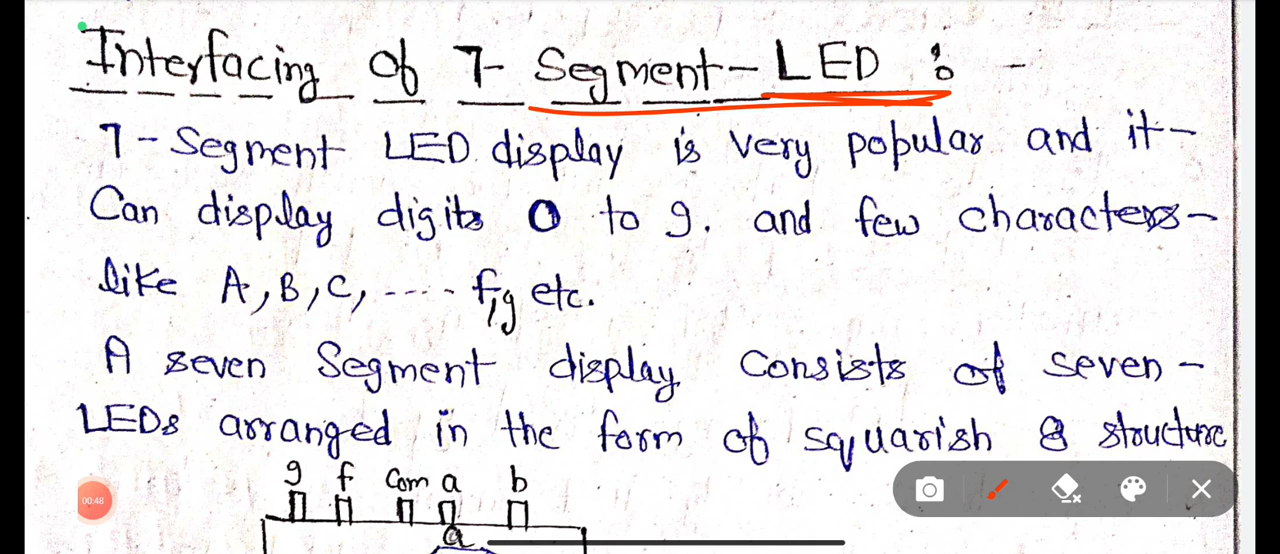 Interfacing Of 7- Segment - LED :-
7-Segment LED display is very popular and it-
Can display digits 0 to 9. and few characters-
like A, B, C, ---- f,g etc.
A seven Segment display Consists of seven-
LEDs arranged in the form of squarish 8 structure
g f Com a b
a
00:48